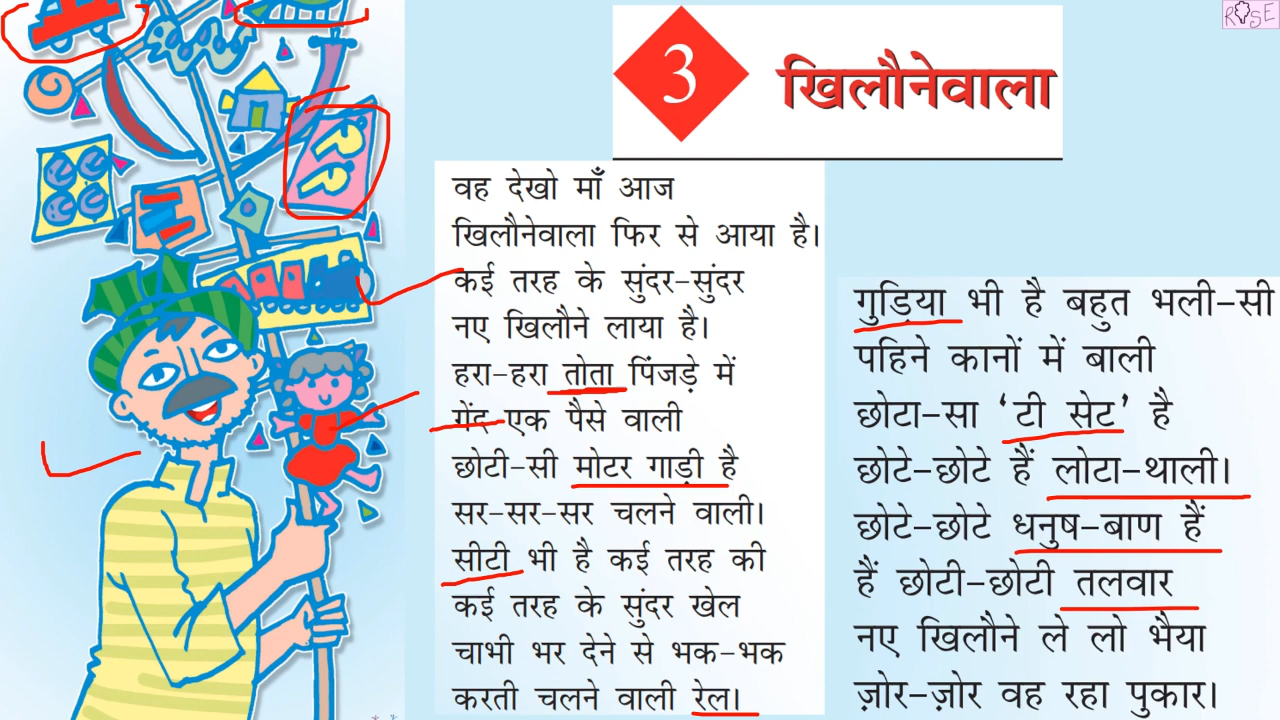 3
खिलौनेवाला
वह देखो माँ आज
खिलौनेवाला फिर से आया है।
कई तरह के सुंदर-सुंदर
नए खिलौने लाया है।
हरा-हरा तोता पिंजड़े में
गेंद एक पैसे वाली
छोटी-सी मोटर गाड़ी है
सर-सर-सर चलने वाली।
सीटी भी है कई तरह की
कई तरह के सुंदर खेल
चाभी भर देने से भक-भक
करती चलने वाली रेल।
गुड़िया भी है बहुत भली-सी
पहिने कानों में बाली
छोटा-सा ‘टी सेट’ है
छोटे-छोटे हैं लोटा-थाली।
छोटे-छोटे धनुष-बाण हैं
हैं छोटी-छोटी तलवार
नए खिलौने ले लो भैया
ज़ोर-ज़ोर वह रहा पुकार।
ROSE